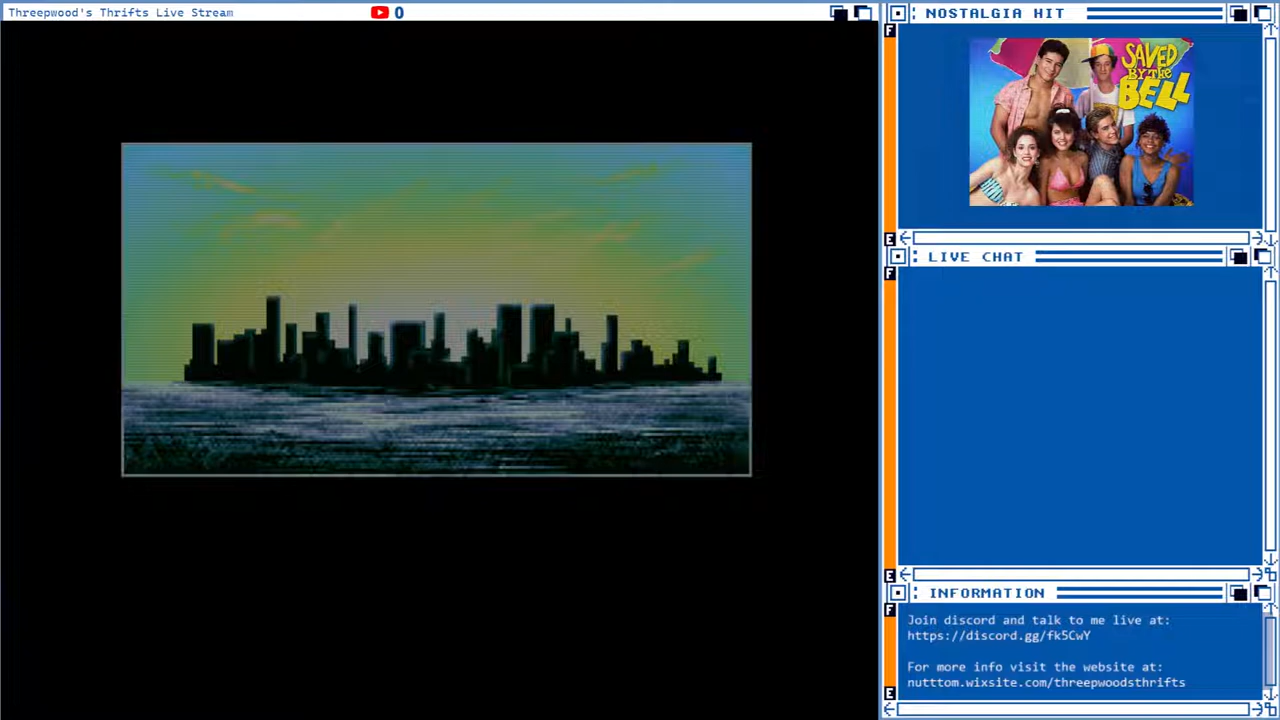 Threepwood's Thrifts Live Stream
0
NOSTALGIA HIT
F
SAVED
BY THE
BELL
E
LIVE CHAT
F
E
INFORMATION
F
Join discord and talk to me live at:
https://discord.gg/fk5CwY
For more info visit the website at:
nutttom.wixsite.com/threepwoodsthrifts
E